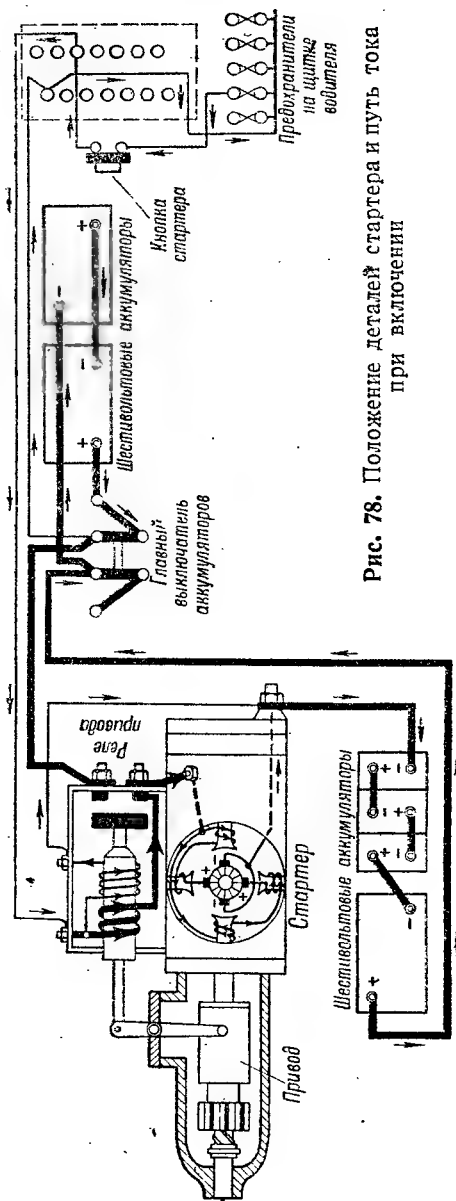 Реле
привода
Шестивольтовые аккумуляторы
+
-
-
+
Главный
выключатель
аккумуляторов
Кнопка
стартера
Предохранители
на щитке
водителя
Привод
Стартер
+
-
+
-
Шестивольтовые аккумуляторы
+
-
+
-
-
+
+
-
Рис. 78. Положение деталей стартера и путь тока
при включении